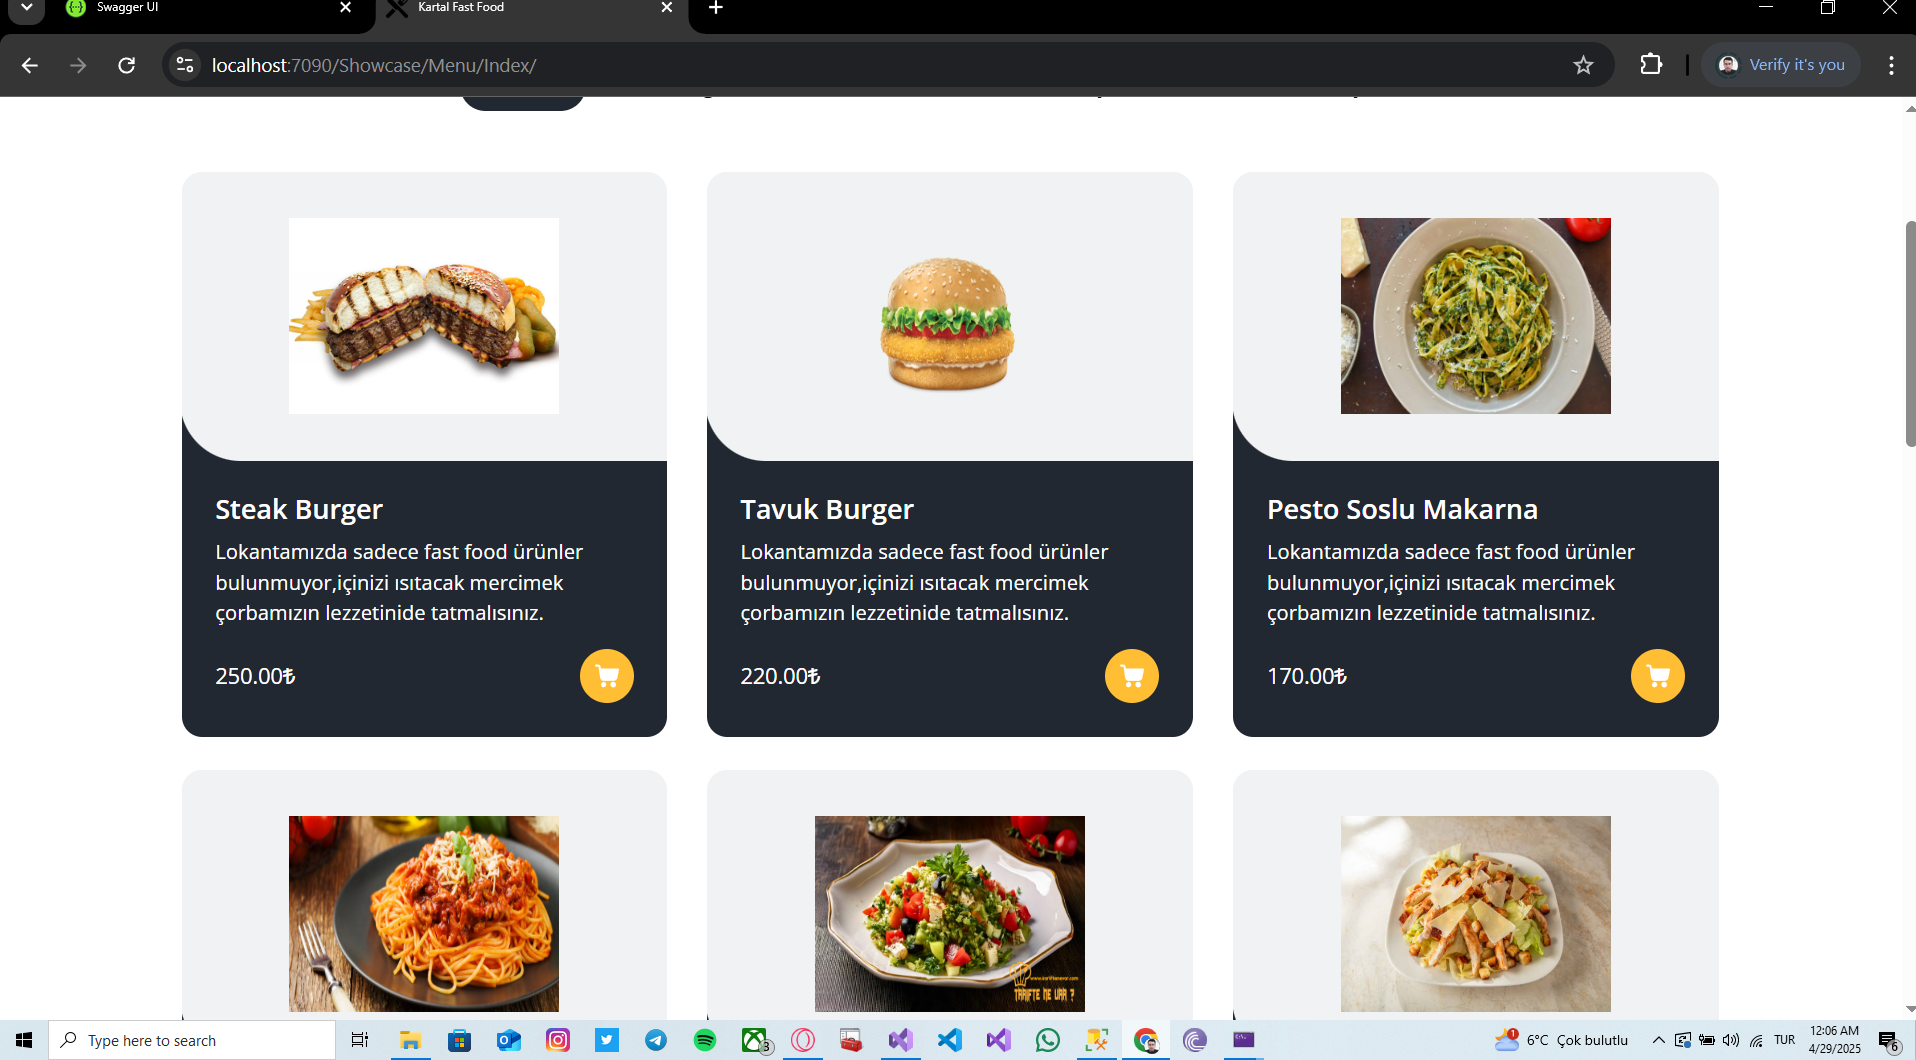 Swagger UI
Kartal Fast Food
localhost:7090/Showcase/Menu/Index/
Verify it's you
Steak Burger
Lokantamızda sadece fast food ürünler
bulunmuyor,içinizi ısıtacak mercimek
çorbamızın lezzetinide tatmalısınız.
250.00₺
Tavuk Burger
Lokantamızda sadece fast food ürünler
bulunmuyor,içinizi ısıtacak mercimek
çorbamızın lezzetinide tatmalısınız.
220.00₺
Pesto Soslu Makarna
Lokantamızda sadece fast food ürünler
bulunmuyor,içinizi ısıtacak mercimek
çorbamızın lezzetinide tatmalısınız.
170.00₺
TARIFTE NE VAR ?
Type here to search
3
1
6°C Çok bulutlu
TUR
12:06 AM
4/29/2025
6